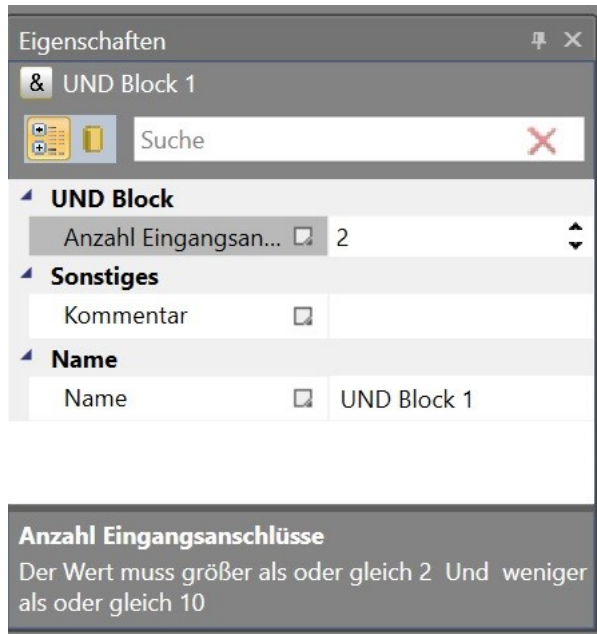 Eigenschaften
& UND Block 1
Suche
UND Block
Anzahl Eingangsan... 2
Sonstiges
Kommentar
Name
Name UND Block 1
Anzahl Eingangsanschlüsse
Der Wert muss größer als oder gleich 2 Und weniger
als oder gleich 10